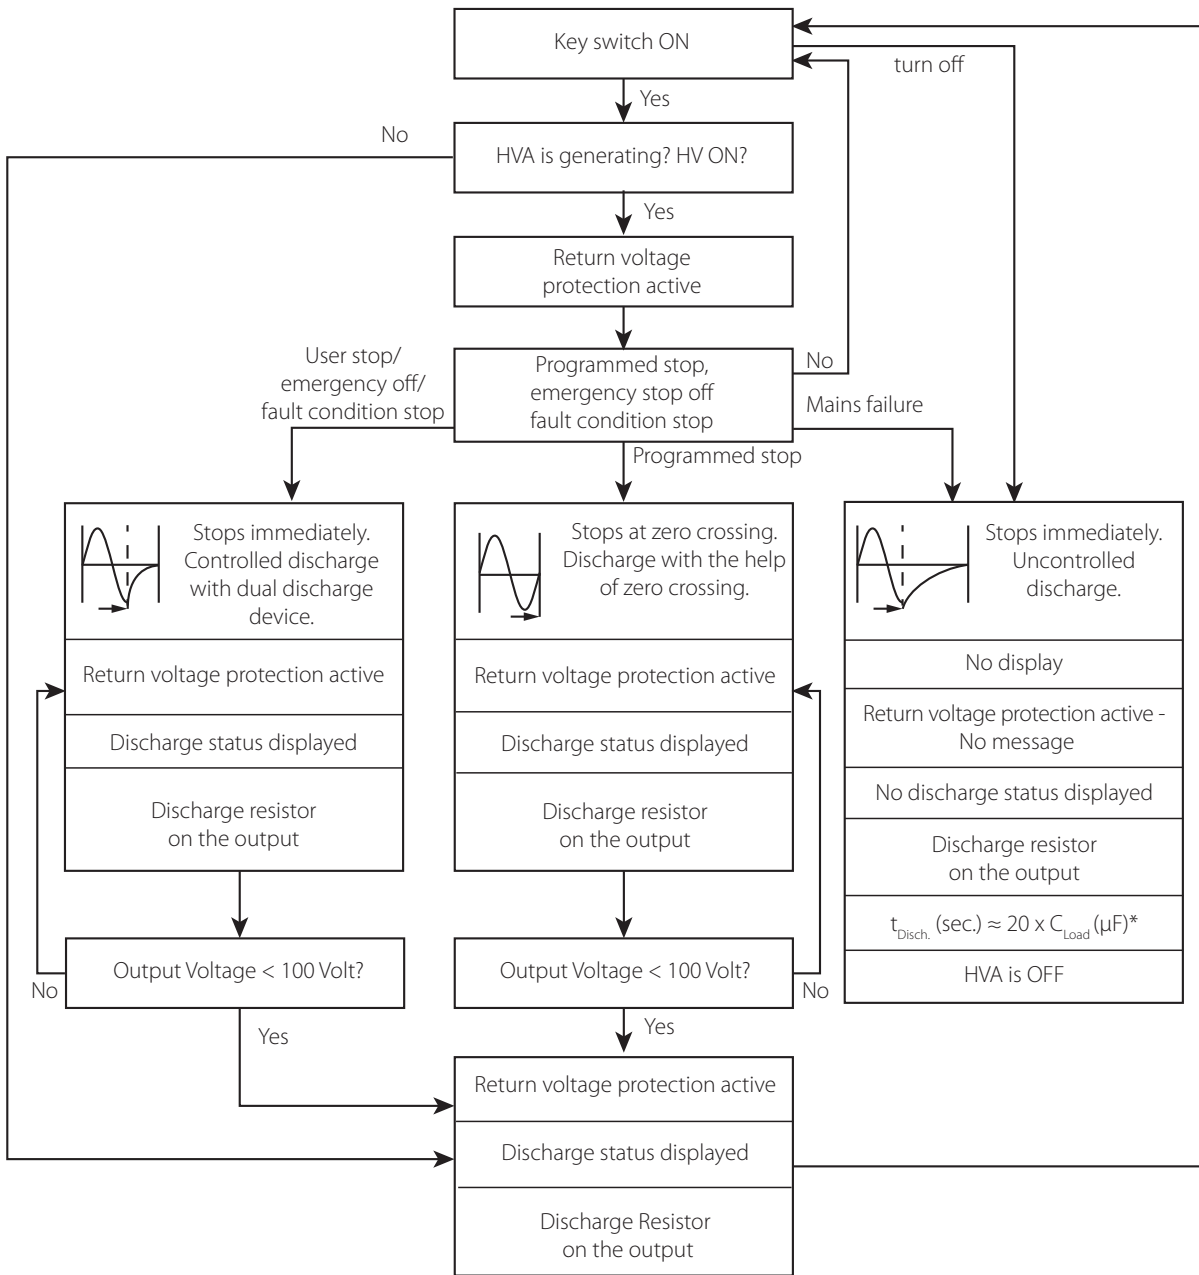 Key switch ON
turn off
Yes
No
HVA is generating? HV ON?
Yes
Return voltage
protection active
User stop/
emergency off/
fault condition stop
Programmed stop,
emergency stop off
fault condition stop
No
Mains failure
Programmed stop
Stops immediately.
Controlled discharge
with dual discharge
device.
Return voltage protection active
Discharge status displayed
Discharge resistor
on the output
Output Voltage < 100 Volt?
No
Yes
Stops at zero crossing.
Discharge with the help
of zero crossing.
Return voltage protection active
Discharge status displayed
Discharge resistor
on the output
Output Voltage < 100 Volt?
No
Yes
Stops immediately.
Uncontrolled
discharge.
No display
Return voltage protection active -
No message
No discharge status displayed
Discharge resistor
on the output
t_Disch. (sec.) ≈ 20 x C_Load (µF)*
HVA is OFF
Return voltage protection active
Discharge status displayed
Discharge Resistor
on the output